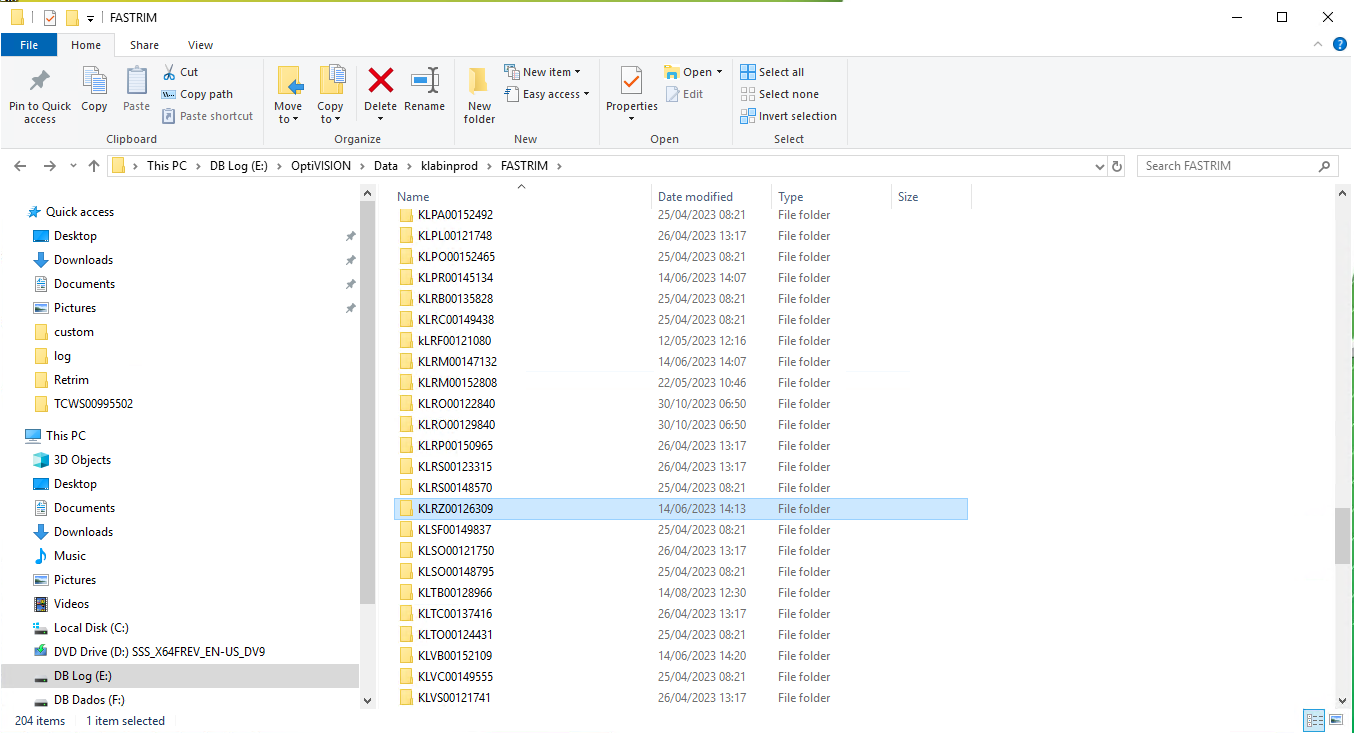 FASTRIM
File Home Share View
Pin to Quick access
Copy
Paste
Cut
Copy path
Paste shortcut
Clipboard
Move to
Copy to
Delete
Rename
Organize
New folder
New item
Easy access
New
Properties
Open
Edit
Open
Select all
Select none
Invert selection
Select
This PC > DB Log (E:) > OptiVISION > Data > klabinprod > FASTRIM >
Search FASTRIM
Quick access
Desktop
Downloads
Documents
Pictures
custom
log
Retrim
TCWS00995502
This PC
3D Objects
Desktop
Documents
Downloads
Music
Pictures
Videos
Local Disk (C:)
DVD Drive (D:) SSS_X64FREV_EN-US_DV9
DB Log (E:)
DB Dados (F:)
Name Date modified Type Size
KLPA00152492 25/04/2023 08:21 File folder
KLPL00121748 26/04/2023 13:17 File folder
KLPO00152465 25/04/2023 08:21 File folder
KLPR00145134 14/06/2023 14:07 File folder
KLRB00135828 25/04/2023 08:21 File folder
KLRC00149438 25/04/2023 08:21 File folder
kLRF00121080 12/05/2023 12:16 File folder
KLRM00147132 14/06/2023 14:07 File folder
KLRM00152808 22/05/2023 10:46 File folder
KLRO00122840 30/10/2023 06:50 File folder
KLRO00129840 30/10/2023 06:50 File folder
KLRP00150965 26/04/2023 13:17 File folder
KLRS00123315 26/04/2023 13:17 File folder
KLRS00148570 25/04/2023 08:21 File folder
KLRZ00126309 14/06/2023 14:13 File folder
KLSF00149837 25/04/2023 08:21 File folder
KLSO00121750 26/04/2023 13:17 File folder
KLSO00148795 25/04/2023 08:21 File folder
KLTB00128966 14/08/2023 12:30 File folder
KLTC00137416 26/04/2023 13:17 File folder
KLTO00124431 25/04/2023 08:21 File folder
KLVB00152109 14/06/2023 14:20 File folder
KLVC00149555 25/04/2023 08:21 File folder
KLVS00121741 26/04/2023 13:17 File folder
204 items 1 item selected